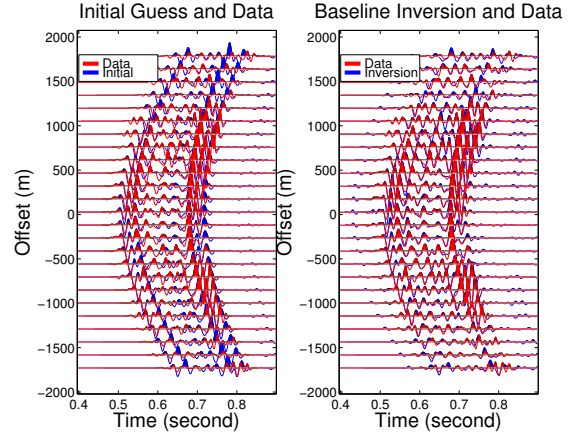 Initial Guess and Data
Data
Initial
2000
1500
1000
500
0
−500
−1000
−1500
−2000
Offset (m)
0.4 0.5 0.6 0.7 0.8
Time (second)
Baseline Inversion and Data
Data
Inversion
2000
1500
1000
500
0
−500
−1000
−1500
−2000
Offset (m)
0.4 0.5 0.6 0.7 0.8
Time (second)